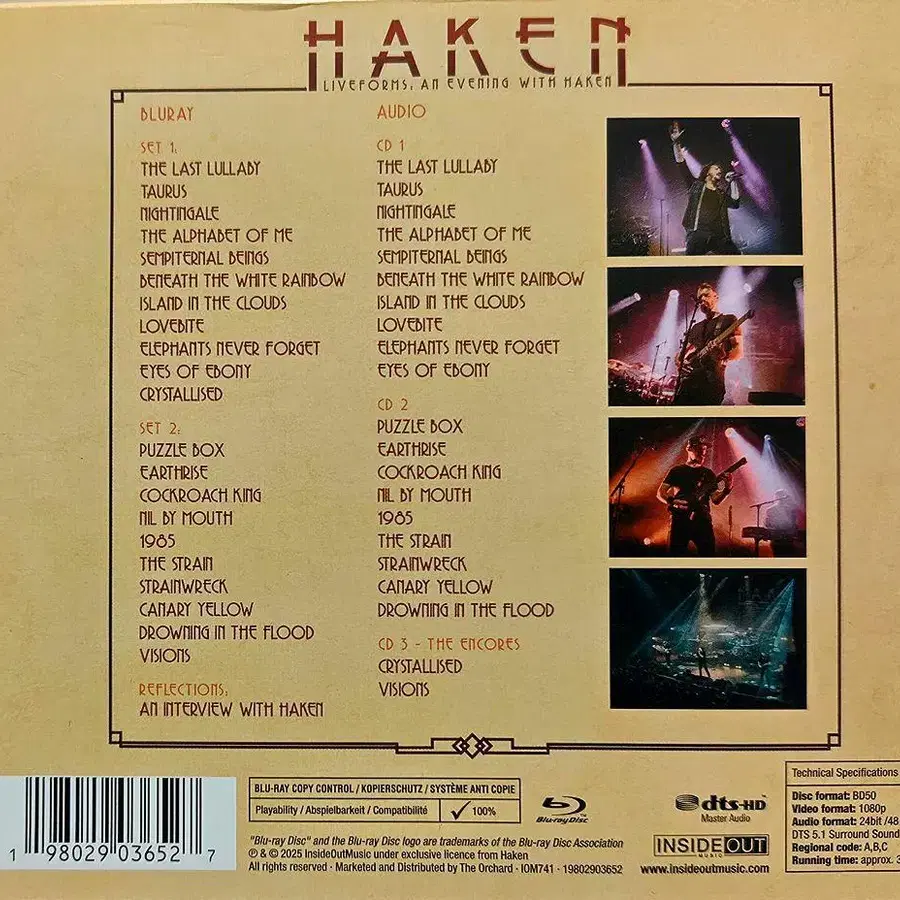 HAKEN
LIVEFORMS: AN EVENING WITH HAKEN
BLURAY
SET 1:
THE LAST LULLABY
TAURUS
NIGHTINGALE
THE ALPHABET OF ME
SEMPITERNAL BEINGS
BENEATH THE WHITE RAINBOW
ISLAND IN THE CLOUDS
LOVEBITE
ELEPHANTS NEVER FORGET
EYES OF EBONY
CRYSTALLISED
SET 2:
PUZZLE BOX
EARTHRISE
COCKROACH KING
NIL BY MOUTH
1985
THE STRAIN
STRAINWRECK
CANARY YELLOW
DROWNING IN THE FLOOD
VISIONS
REFLECTIONS:
AN INTERVIEW WITH HAKEN
AUDIO
CD 1
THE LAST LULLABY
TAURUS
NIGHTINGALE
THE ALPHABET OF ME
SEMPITERNAL BEINGS
BENEATH THE WHITE RAINBOW
ISLAND IN THE CLOUDS
LOVEBITE
ELEPHANTS NEVER FORGET
EYES OF EBONY
CD 2
PUZZLE BOX
EARTHRISE
COCKROACH KING
NIL BY MOUTH
1985
THE STRAIN
STRAINWRECK
CANARY YELLOW
DROWNING IN THE FLOOD
CD 3 - THE ENCORES
CRYSTALLISED
VISIONS
1 98029 03652 7
BLU-RAY COPY CONTROL / KOPIERSCHUTZ / SYSTÈME ANTI COPIE
Playability / Abspielbarkeit / Compatibilité ✓ 100%
Blu-ray Disc™
"Blu-ray Disc" and the Blu-ray Disc logo are trademarks of the Blu-ray Disc Association
℗ & © 2025 InsideOutMusic under exclusive licence from Haken
All rights reserved · Marketed and Distributed by The Orchard · IOM741 · 19802903652
dts-HD
Master Audio
INSIDEOUT
MUSIC
www.insideoutmusic.com
Technical Specifications
Disc format: BD50
Video format: 1080p
Audio format: 24bit /48
DTS 5.1 Surround Sound
Regional code: A,B,C
Running time: approx. 3